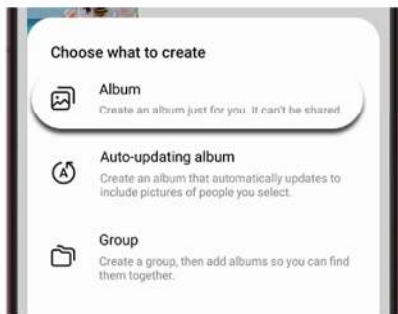 Choose what to create
Album
Create an album just for you. It can't be shared.
Auto-updating album
Create an album that automatically updates to
include pictures of people you select.
Group
Create a group, then add albums so you can find
them together.